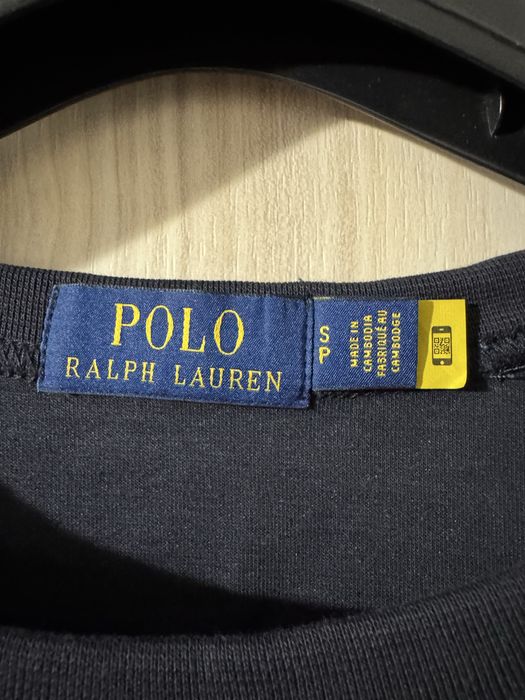 POLO
RALPH LAUREN
S
P
MADE IN
CAMBODIA
FABRIQUÉ AU
CAMBODGE